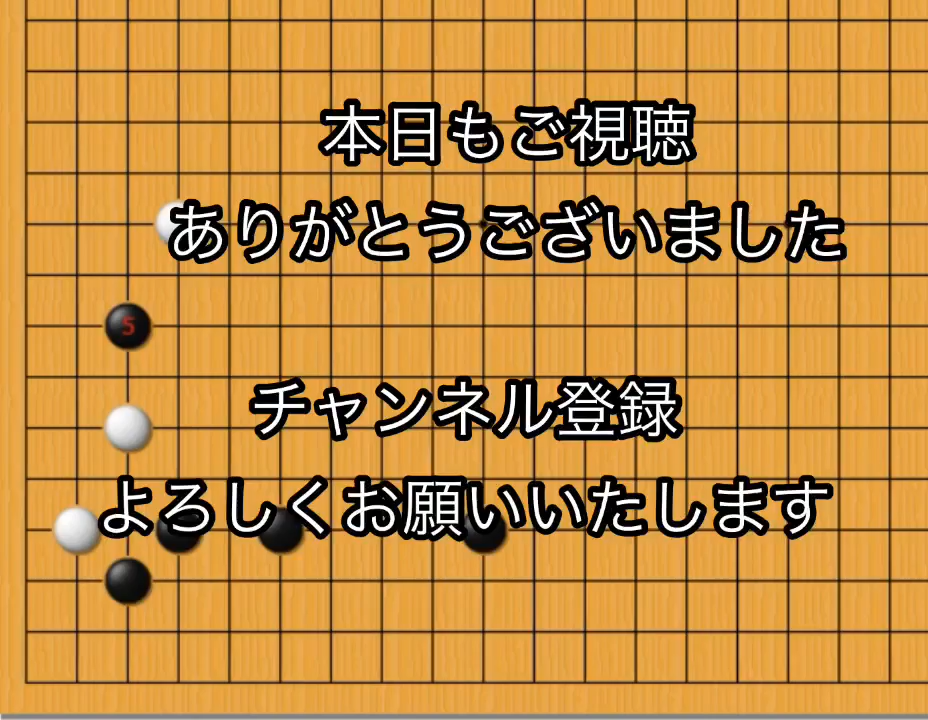 本日もご視聴
ありがとうございました
5
チャンネル登録
よろしくお願いいたします